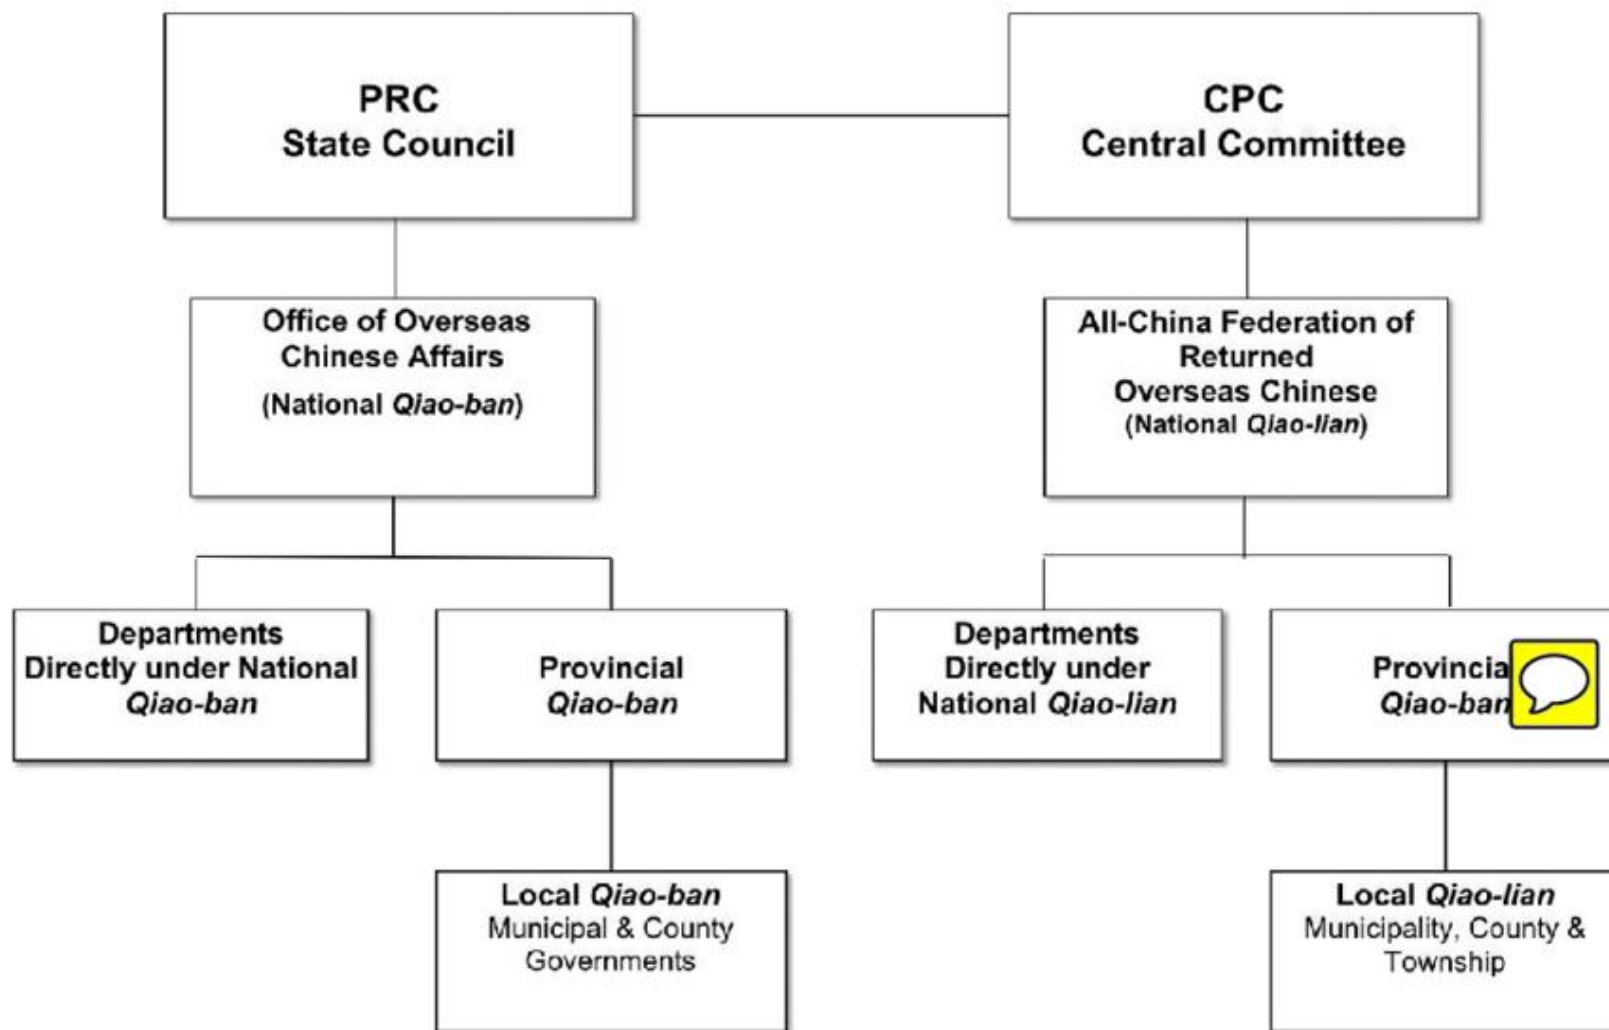 PRC
State Council
CPC
Central Committee
Office of Overseas
Chinese Affairs
(National Qiao-ban)
All-China Federation of
Returned
Overseas Chinese
(National Qiao-lian)
Departments
Directly under National
Qiao-ban
Provincial
Qiao-ban
Departments
Directly under
National Qiao-lian
Provincia
Qiao-ban
Local Qiao-ban
Municipal & County
Governments
Local Qiao-lian
Municipality, County &
Township